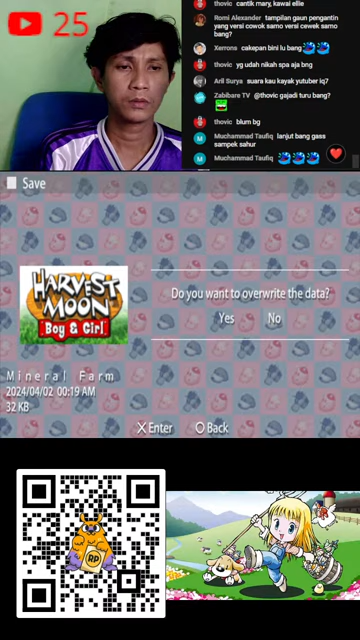 25
thovic cantik mary, kawai ellie
Romi Alexander tampilan gaun pengantin
yang versi cowok samo versi cewek samo
bang?
Xerrons cakepan bini lu bang
thovic yg udah nikah spa aja bng
Aril Surya suara kau kayak yutuber iq7
Zabibare TV @thovic gajadi turu bang?
thovic blum bg
Muchammad Taufiq lanjut bang gass
sampek sahur
Muchammad Taufiq
Save
HARVEST
MOON
Boy & Girl
Do you want to overwrite the data?
Yes No
Mineral Farm
2024/04/02 00:19 AM
32 KB
X Enter O Back
RP